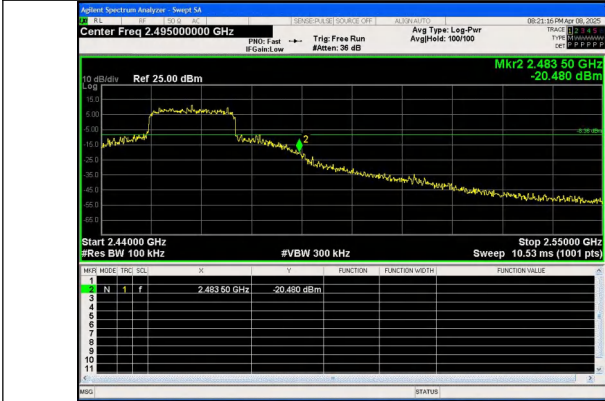 Agilent Spectrum Analyzer - Swept SA
RL RF 50 Ω AC SENSE:PULSE SOURCE OFF ALIGN AUTO 08:21:16 PM Apr 08, 2025
Center Freq 2.495000000 GHz
PNO: Fast
IFGain:Low
Trig: Free Run
#Atten: 36 dB
Avg Type: Log-Pwr
Avg|Hold: 100/100
TRACE 1 2 3 4 5
TYPE
DET P P P P P P
Mkr2 2.483 50 GHz
-20.480 dBm
10 dB/div Ref 25.00 dBm
Log
15.0
5.00
-5.00
-15.0
-25.0
-35.0
-45.0
-55.0
-65.0
2
Start 2.44000 GHz
Stop 2.55000 GHz
#Res BW 100 kHz
#VBW 300 kHz
Sweep 10.53 ms (1001 pts)
MKR MODE TRC SCL X Y FUNCTION FUNCTION WIDTH FUNCTION VALUE
1
2 N 1 f 2.483 50 GHz -20.480 dBm
3
4
5
6
7
8
9
10
11
MSG
STATUS